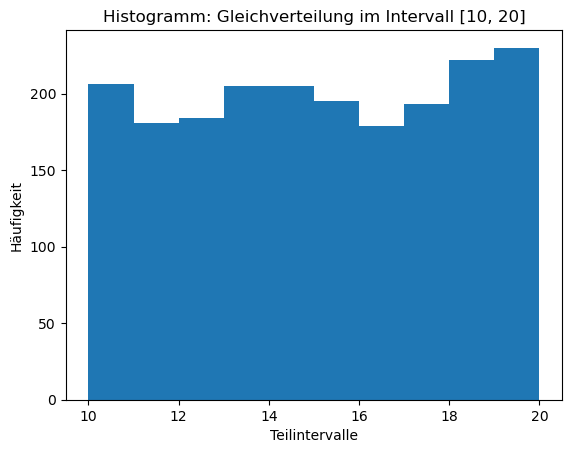 Histogramm: Gleichverteilung im Intervall [10, 20]
Häufigkeit
200
150
100
50
0
10 12 14 16 18 20
Teilintervalle